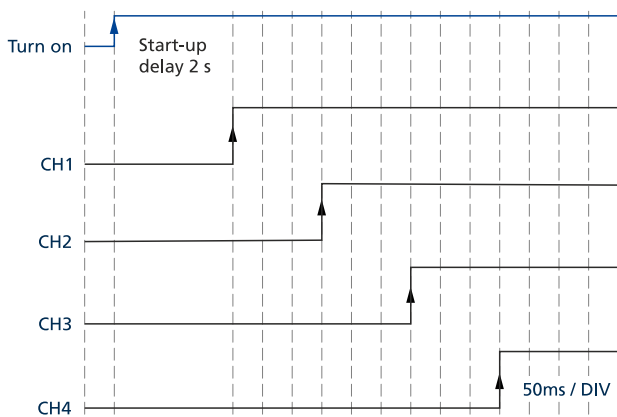 Turn on
Start-up
delay 2 s
CH1
CH2
CH3
CH4
50ms / DIV